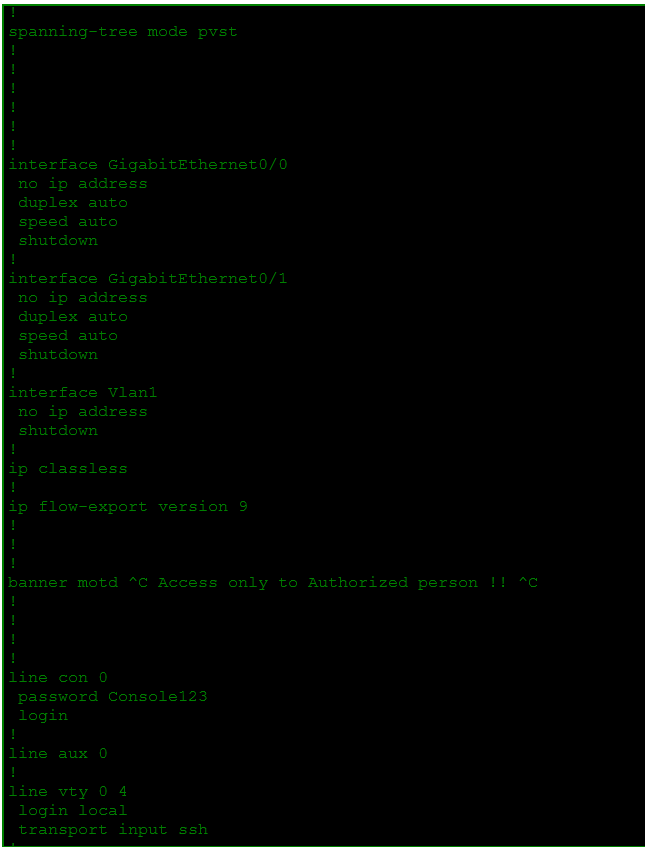 !
spanning-tree mode pvst
!
!
!
!
!
!
interface GigabitEthernet0/0
 no ip address
 duplex auto
 speed auto
 shutdown
!
interface GigabitEthernet0/1
 no ip address
 duplex auto
 speed auto
 shutdown
!
interface Vlan1
 no ip address
 shutdown
!
ip classless
!
ip flow-export version 9
!
!
!
banner motd ^C Access only to Authorized person !! ^C
!
!
!
!
line con 0
 password Console123
 login
!
line aux 0
!
line vty 0 4
 login local
 transport input ssh
!